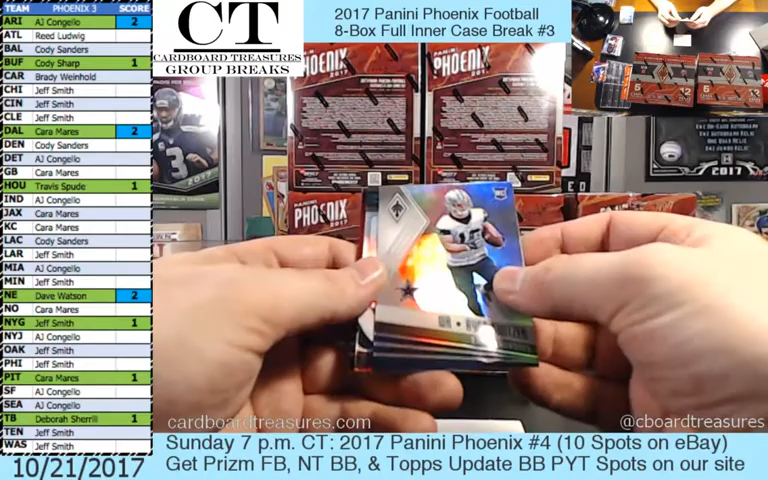 TEAM PHOENIX 3 SCORE
ARI AJ Congello 2
ATL Reed Ludwig
BAL Cody Sanders
BUF Cody Sharp 1
CAR Brady Weinhold
CHI Jeff Smith
CIN Jeff Smith
CLE Jeff Smith
DAL Cara Mares 2
DEN Cody Sanders
DET AJ Congello
GB Cara Mares
HOU Travis Spude 1
IND AJ Congello
JAX Cara Mares
KC Cara Mares
LAC Cody Sanders
LAR Jeff Smith
MIA AJ Congello
MIN Jeff Smith
NE Dave Watson 2
NO Cara Mares
NYG Jeff Smith 1
NYJ AJ Congello
OAK Jeff Smith
PHI Jeff Smith
PIT Cara Mares 1
SF AJ Congello
SEA AJ Congello
TB Deborah Sherrill 1
TEN Jeff Smith
WAS Jeff Smith
10/21/2017
CT
CARDBOARD TREASURES
GROUP BREAKS
2017 Panini Phoenix Football
8-Box Full Inner Case Break #3
PHOENIX
2017
PHOENIX
2017
PHOENIX
2017
WR
cardboardtreasures.com
@cboardtreasures
Sunday 7 p.m. CT: 2017 Panini Phoenix #4 (10 Spots on eBay)
Get Prizm FB, NT BB, & Topps Update BB PYT Spots on our site